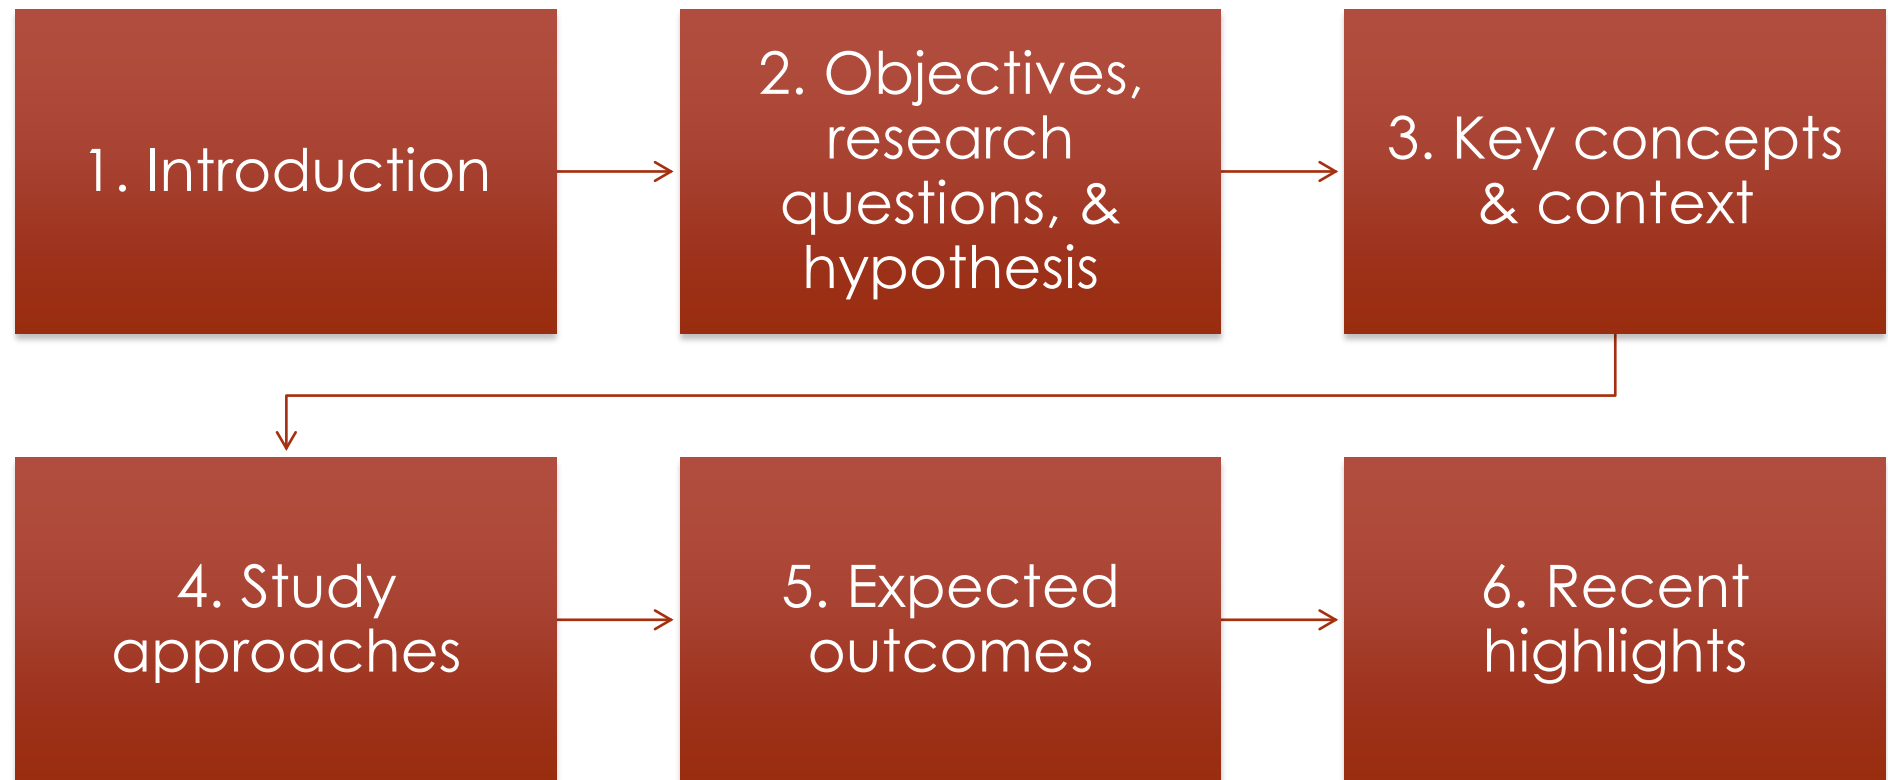 1. Introduction
2. Objectives,
research
questions, &
hypothesis
3. Key concepts
& context
4. Study
approaches
5. Expected
outcomes
6. Recent
highlights